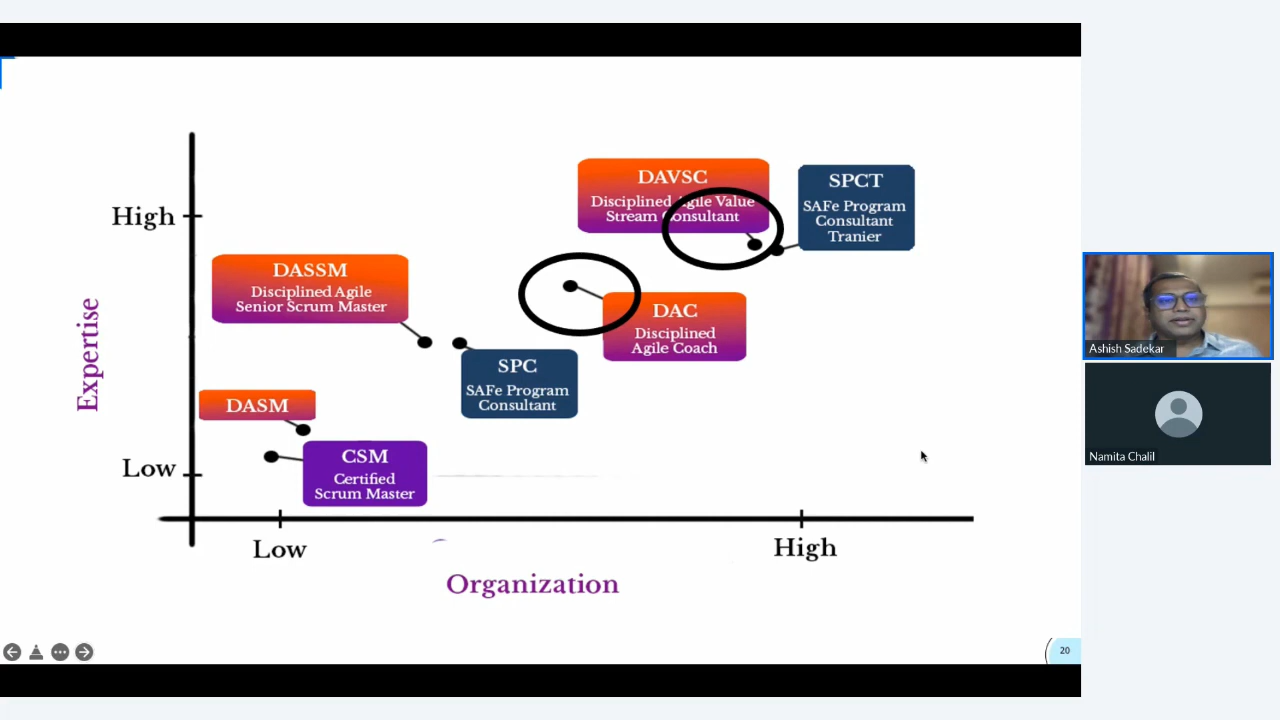 High
Low
Expertise
DASSM
Disciplined Agile
Senior Scrum Master
DASM
CSM
Certified
Scrum Master
SPC
SAFe Program
Consultant
DAC
Disciplined
Agile Coach
DAVSC
Disciplined Agile Value
Stream Consultant
SPCT
SAFe Program
Consultant
Tranier
Low
High
Organization
20
Ashish Sadekar
Namita Chalil